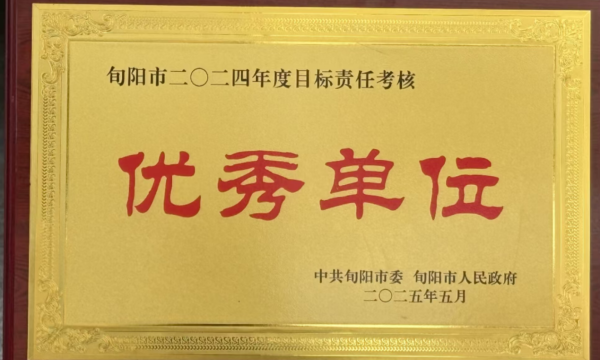 旬阳市二〇二四年度目标责任考核
优秀单位
中共旬阳市委 旬阳市人民政府
二〇二五年五月